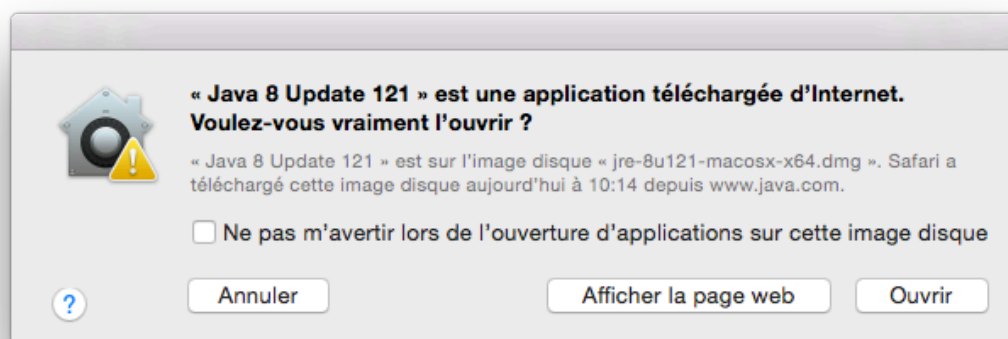 « Java 8 Update 121 » est une application téléchargée d’Internet.
Voulez-vous vraiment l’ouvrir ?
« Java 8 Update 121 » est sur l’image disque « jre-8u121-macosx-x64.dmg ». Safari a
téléchargé cette image disque aujourd’hui à 10:14 depuis www.java.com.
Ne pas m’avertir lors de l’ouverture d’applications sur cette image disque
? Annuler Afficher la page web Ouvrir